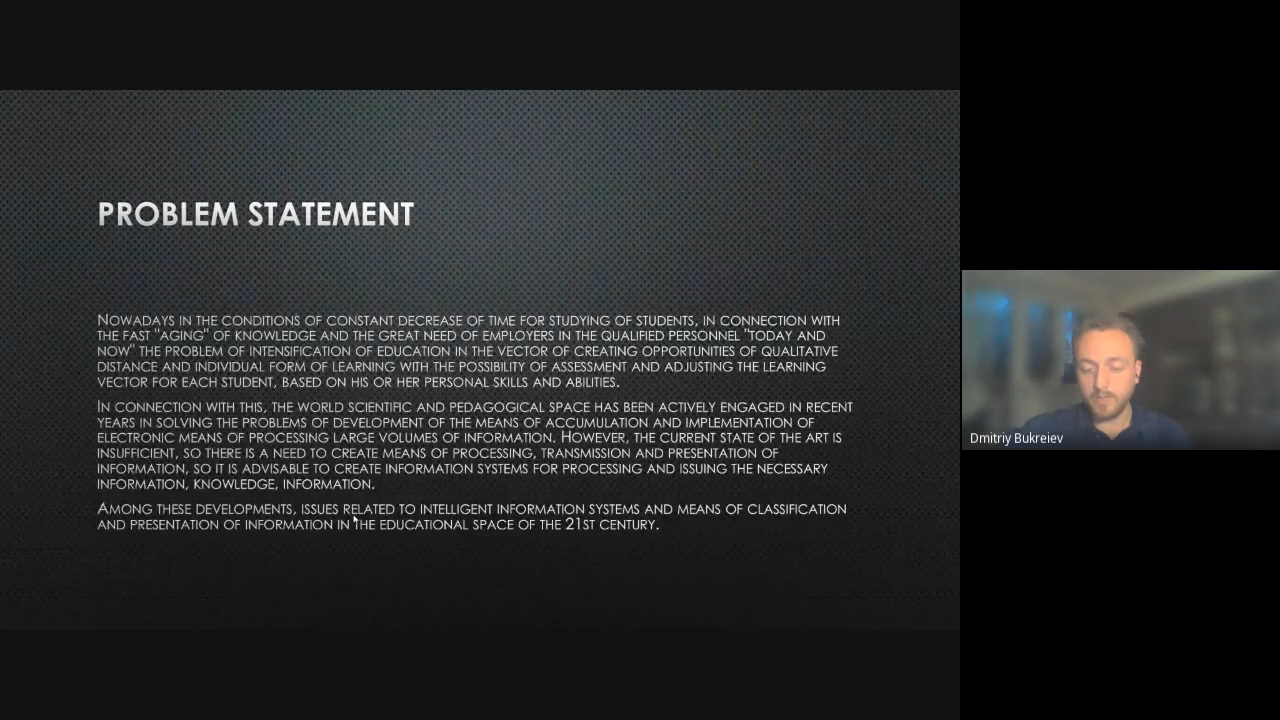 PROBLEM STATEMENT
NOWADAYS IN THE CONDITIONS OF CONSTANT DECREASE OF TIME FOR STUDYING OF STUDENTS, IN CONNECTION WITH
THE FAST "AGING" OF KNOWLEDGE AND THE GREAT NEED OF EMPLOYERS IN THE QUALIFIED PERSONNEL "TODAY AND
NOW" THE PROBLEM OF INTENSIFICATION OF EDUCATION IN THE VECTOR OF CREATING OPPORTUNITIES OF QUALITATIVE
DISTANCE AND INDIVIDUAL FORM OF LEARNING WITH THE POSSIBILITY OF ASSESSMENT AND ADJUSTING THE LEARNING
VECTOR FOR EACH STUDENT, BASED ON HIS OR HER PERSONAL SKILLS AND ABILITIES.
IN CONNECTION WITH THIS, THE WORLD SCIENTIFIC AND PEDAGOGICAL SPACE HAS BEEN ACTIVELY ENGAGED IN RECENT
YEARS IN SOLVING THE PROBLEMS OF DEVELOPMENT OF THE MEANS OF ACCUMULATION AND IMPLEMENTATION OF
ELECTRONIC MEANS OF PROCESSING LARGE VOLUMES OF INFORMATION. HOWEVER, THE CURRENT STATE OF THE ART IS
INSUFFICIENT, SO THERE IS A NEED TO CREATE MEANS OF PROCESSING, TRANSMISSION AND PRESENTATION OF
INFORMATION, SO IT IS ADVISABLE TO CREATE INFORMATION SYSTEMS FOR PROCESSING AND ISSUING THE NECESSARY
INFORMATION, KNOWLEDGE, INFORMATION.
AMONG THESE DEVELOPMENTS, ISSUES RELATED TO INTELLIGENT INFORMATION SYSTEMS AND MEANS OF CLASSIFICATION
AND PRESENTATION OF INFORMATION IN THE EDUCATIONAL SPACE OF THE 21ST CENTURY.
Dmitriy Bukreiev